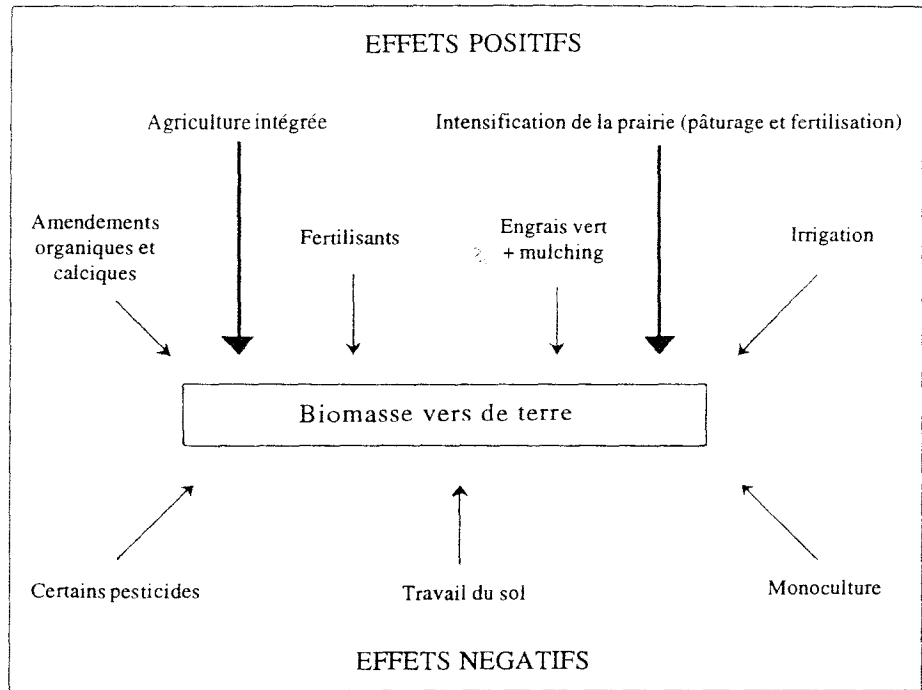 EFFETS POSITIFS
Agriculture intégrée
Intensification de la prairie (pâturage et fertilisation)
Amendements
organiques et
calciques
Fertilisants
Engrais vert
+ mulching
Irrigation
Biomasse vers de terre
Certains pesticides
Travail du sol
Monoculture
EFFETS NEGATIFS